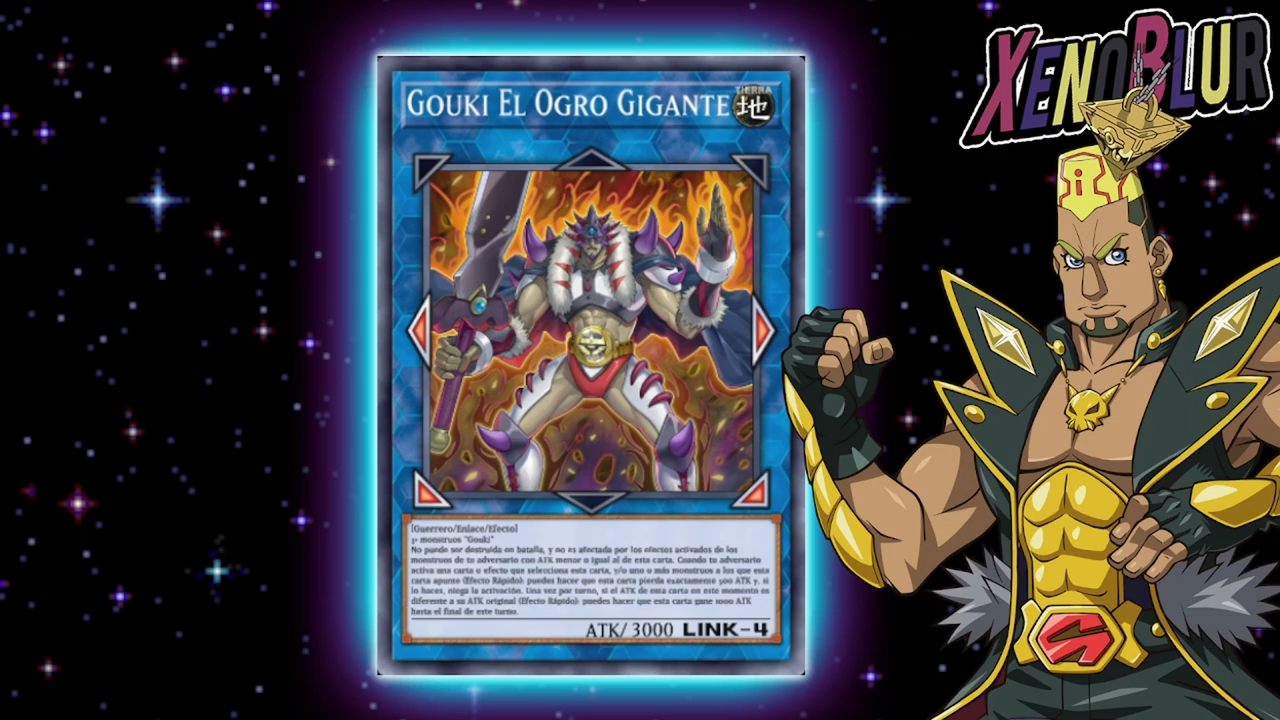 XENOBLUR
GOUKI EL OGRO GIGANTE
TIERRA
地
[Guerrero/Enlace/Efecto]
3+ monstruos "Gouki"
No puede ser destruida en batalla, y no es afectada por los efectos activados de los
monstruos de tu adversario con ATK menor o igual al de esta carta. Cuando tu adversario
activa una carta o efecto que selecciona esta carta, y/o uno o más monstruos a los que esta
carta apunte (Efecto Rápido): puedes hacer que esta carta pierda exactamente 500 ATK y, si
lo haces, niega la activación. Una vez por turno, si el ATK de esta carta en este momento es
diferente a su ATK original (Efecto Rápido): puedes hacer que esta carta gane 1000 ATK
hasta el final de este turno.
ATK/ 3000 LINK-4